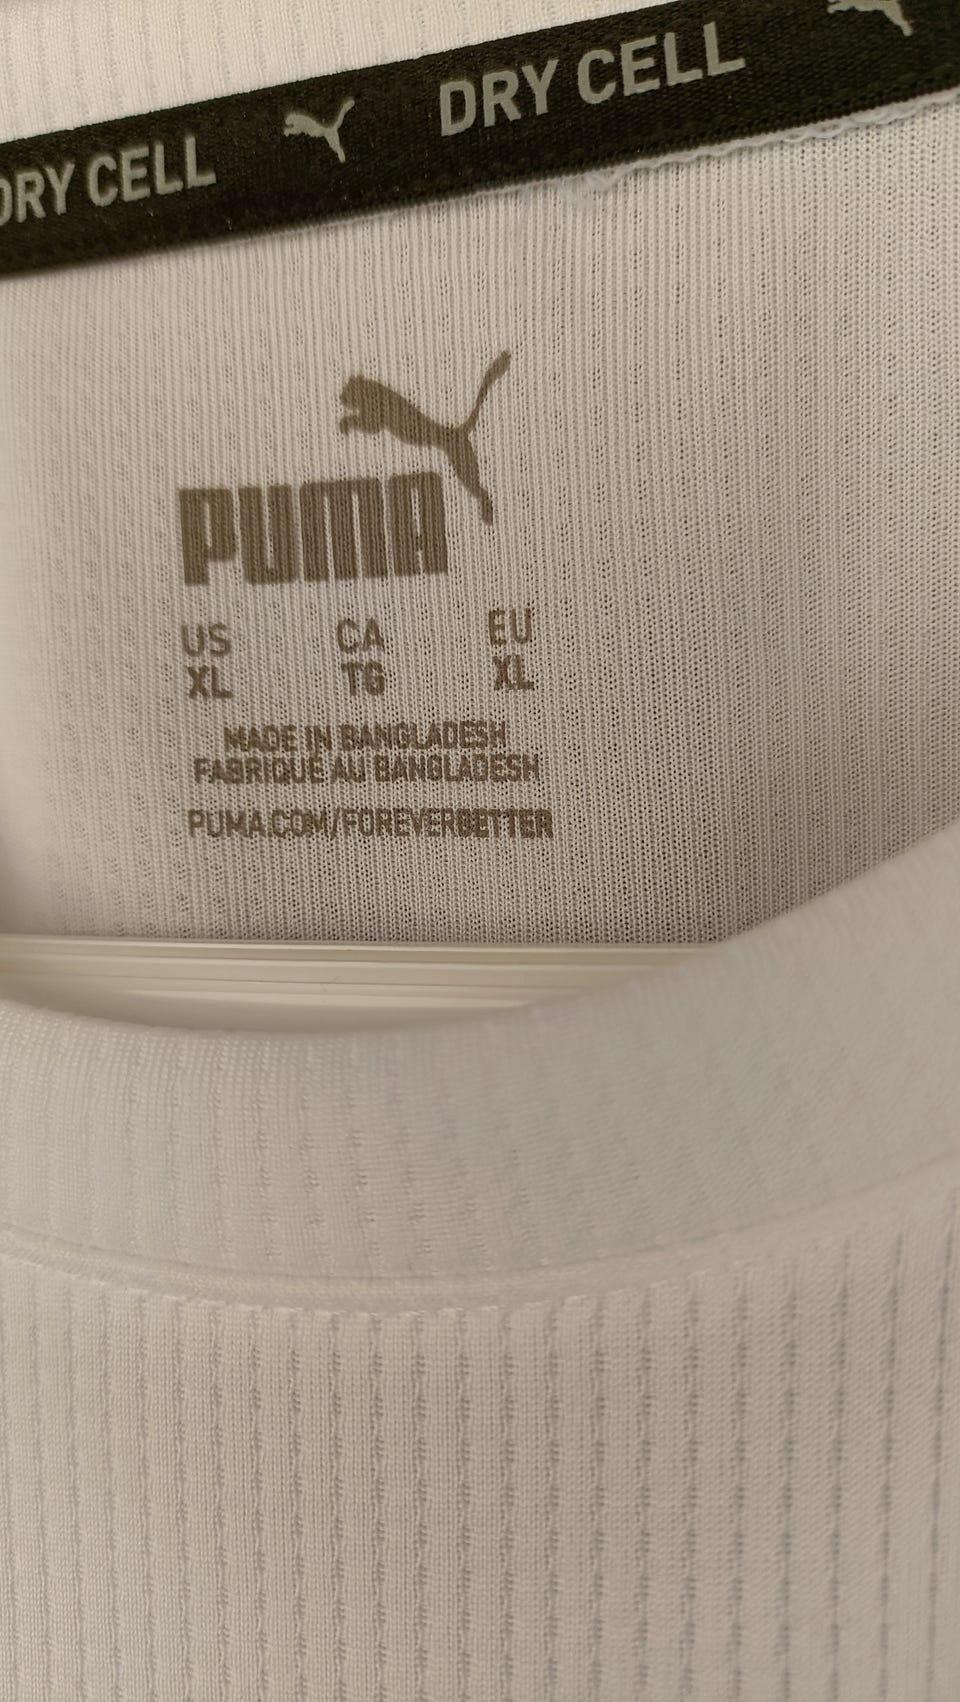 DRY CELL DRY CELL
PUMA
US CA EU
XL TG XL
MADE IN BANGLADESH
FABRIQUE AU BANGLADESH
PUMA.COM/FOREVERBETTER